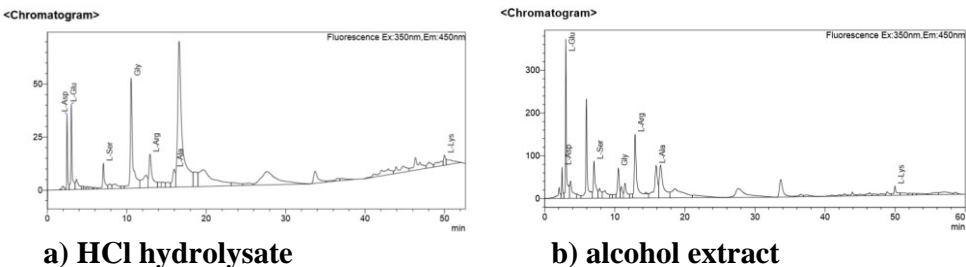 <Chromatogram>
Fluorescence Ex:350nm,Em:450nm
50
25
0
L-Asp
L-Glu
L-Ser
Gly
L-Arg
L-Ala
L-Lys
0 10 20 30 40 50
min
a) HCl hydrolysate
<Chromatogram>
Fluorescence Ex:350nm,Em:450nm
300
200
100
0
L-Asp
L-Glu
L-Ser
Gly
L-Arg
L-Ala
L-Lys
0 10 20 30 40 50 60
min
b) alcohol extract